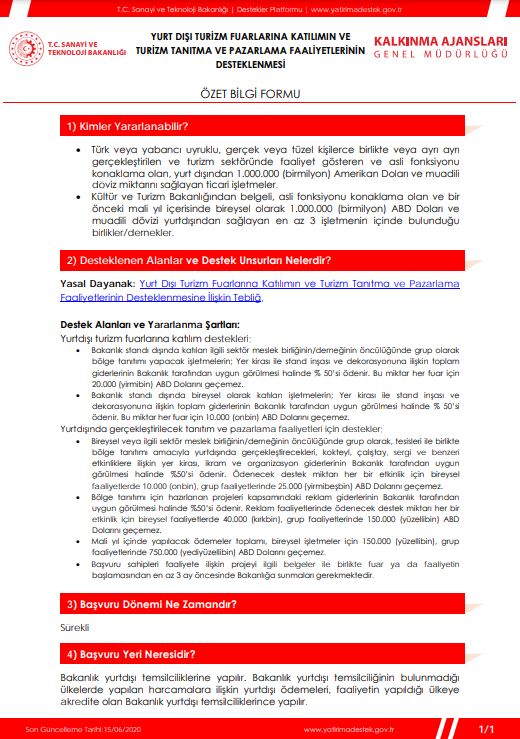 T.C. Sanayi ve Teknoloji Bakanlığı | Destekler Platformu | www.yatirimadestek.gov.tr
T.C. SANAYİ VE
TEKNOLOJİ BAKANLIĞI
YURT DIŞI TURİZM FUARLARINA KATILIMIN VE
TURİZM TANITMA VE PAZARLAMA FAALİYETLERİNİN
DESTEKLENMESİ
KALKINMA AJANSLARI
GENEL MÜDÜRLÜĞÜ
ÖZET BİLGİ FORMU
1) Kimler Yararlanabilir?
• Türk veya yabancı uyruklu, gerçek veya tüzel kişilerce birlikte veya ayrı ayrı
gerçekleştirilen ve turizm sektöründe faaliyet gösteren ve asli fonksiyonu
konaklama olan, yurt dışından 1.000.000 (birmilyon) Amerikan Doları ve muadili
döviz miktarını sağlayan ticari işletmeler.
• Kültür ve Turizm Bakanlığından belgeli, asli fonksiyonu konaklama olan ve bir
önceki mali yıl içerisinde bireysel olarak 1.000.000 (birmilyon) ABD Doları ve
muadili dövizi yurtdışından sağlayan en az 3 işletmenin içinde bulunduğu
birlikler/dernekler.
2) Desteklenen Alanlar ve Destek Unsurları Nelerdir?
Yasal Dayanak: Yurt Dışı Turizm Fuarlarına Katılımın ve Turizm Tanıtma ve Pazarlama
Faaliyetlerinin Desteklenmesine İlişkin Tebliğ.
Destek Alanları ve Yararlanma Şartları:
Yurtdışı turizm fuarlarına katılım destekleri;
• Bakanlık standı dışında katılan ilgili sektör meslek birliğinin/derneğinin öncülüğünde grup olarak
bölge tanıtımı yapacak işletmelerin; Yer kirası ile stand inşası ve dekorasyonuna ilişkin toplam
giderlerinin Bakanlık tarafından uygun görülmesi halinde % 50'si ödenir. Bu miktar her fuar için
20.000 (yirmibin) ABD Dolarını geçemez.
• Bakanlık standı dışında bireysel olarak katılan işletmelerin; Yer kirası ile stand inşası ve
dekorasyonuna ilişkin toplam giderlerinin Bakanlık tarafından uygun görülmesi halinde % 50'si
ödenir. Bu miktar her fuar için 10.000 (onbin) ABD Dolarını geçemez.
Yurtdışında gerçekleştirilecek tanıtım ve pazarlama faaliyetleri için destekler;
• Bireysel veya ilgili sektör meslek birliğinin/derneğinin öncülüğünde grup olarak, tesisleri ile birlikte
bölge tanıtımı amacıyla yurtdışında gerçekleştirecekleri, kokteyl, çalıştay, sergi ve benzeri
etkinliklere ilişkin yer kirası, ikram ve organizasyon giderlerinin Bakanlık tarafından uygun
görülmesi halinde %50'si ödenir. Ödenecek destek miktarı her bir etkinlik için bireysel
faaliyetlerde 10.000 (onbin), grup faaliyetlerinde 25.000 (yirmibeşbin) ABD Dolarını geçemez.
• Bölge tanıtımı için hazırlanan projeleri kapsamındaki reklam giderlerinin Bakanlık tarafından
uygun görülmesi halinde %50'si ödenir. Reklam faaliyetlerinde ödenecek destek miktarı her bir
etkinlik için bireysel faaliyetlerde 40.000 (kırkbin), grup faaliyetlerinde 150.000 (yüzellibin) ABD
Dolarını geçemez.
• Mali yıl içinde yapılacak ödemeler toplamı, bireysel işletmeler için 150.000 (yüzellibin), grup
faaliyetlerinde 750.000 (yediyüzellibin) ABD Dolarını geçemez.
• Başvuru sahipleri faaliyete ilişkin projeyi ilgili belgeler ile birlikte fuar ya da faaliyetin
başlamasından en az 3 ay öncesinde Bakanlığa sunmaları gerekmektedir.
3) Başvuru Dönemi Ne Zamandır?
Sürekli
4) Başvuru Yeri Neresidir?
Bakanlık yurtdışı temsilciliklerine yapılır. Bakanlık yurtdışı temsilciliğinin bulunmadığı
ülkelerde yapılan harcamalara ilişkin yurtdışı ödemeleri, faaliyetin yapıldığı ülkeye
akredite olan Bakanlık yurtdışı temsilciliklerince yapılır.
Son Güncelleme Tarihi:15/06/2020
www.yatirimadestek.gov.tr
1/1